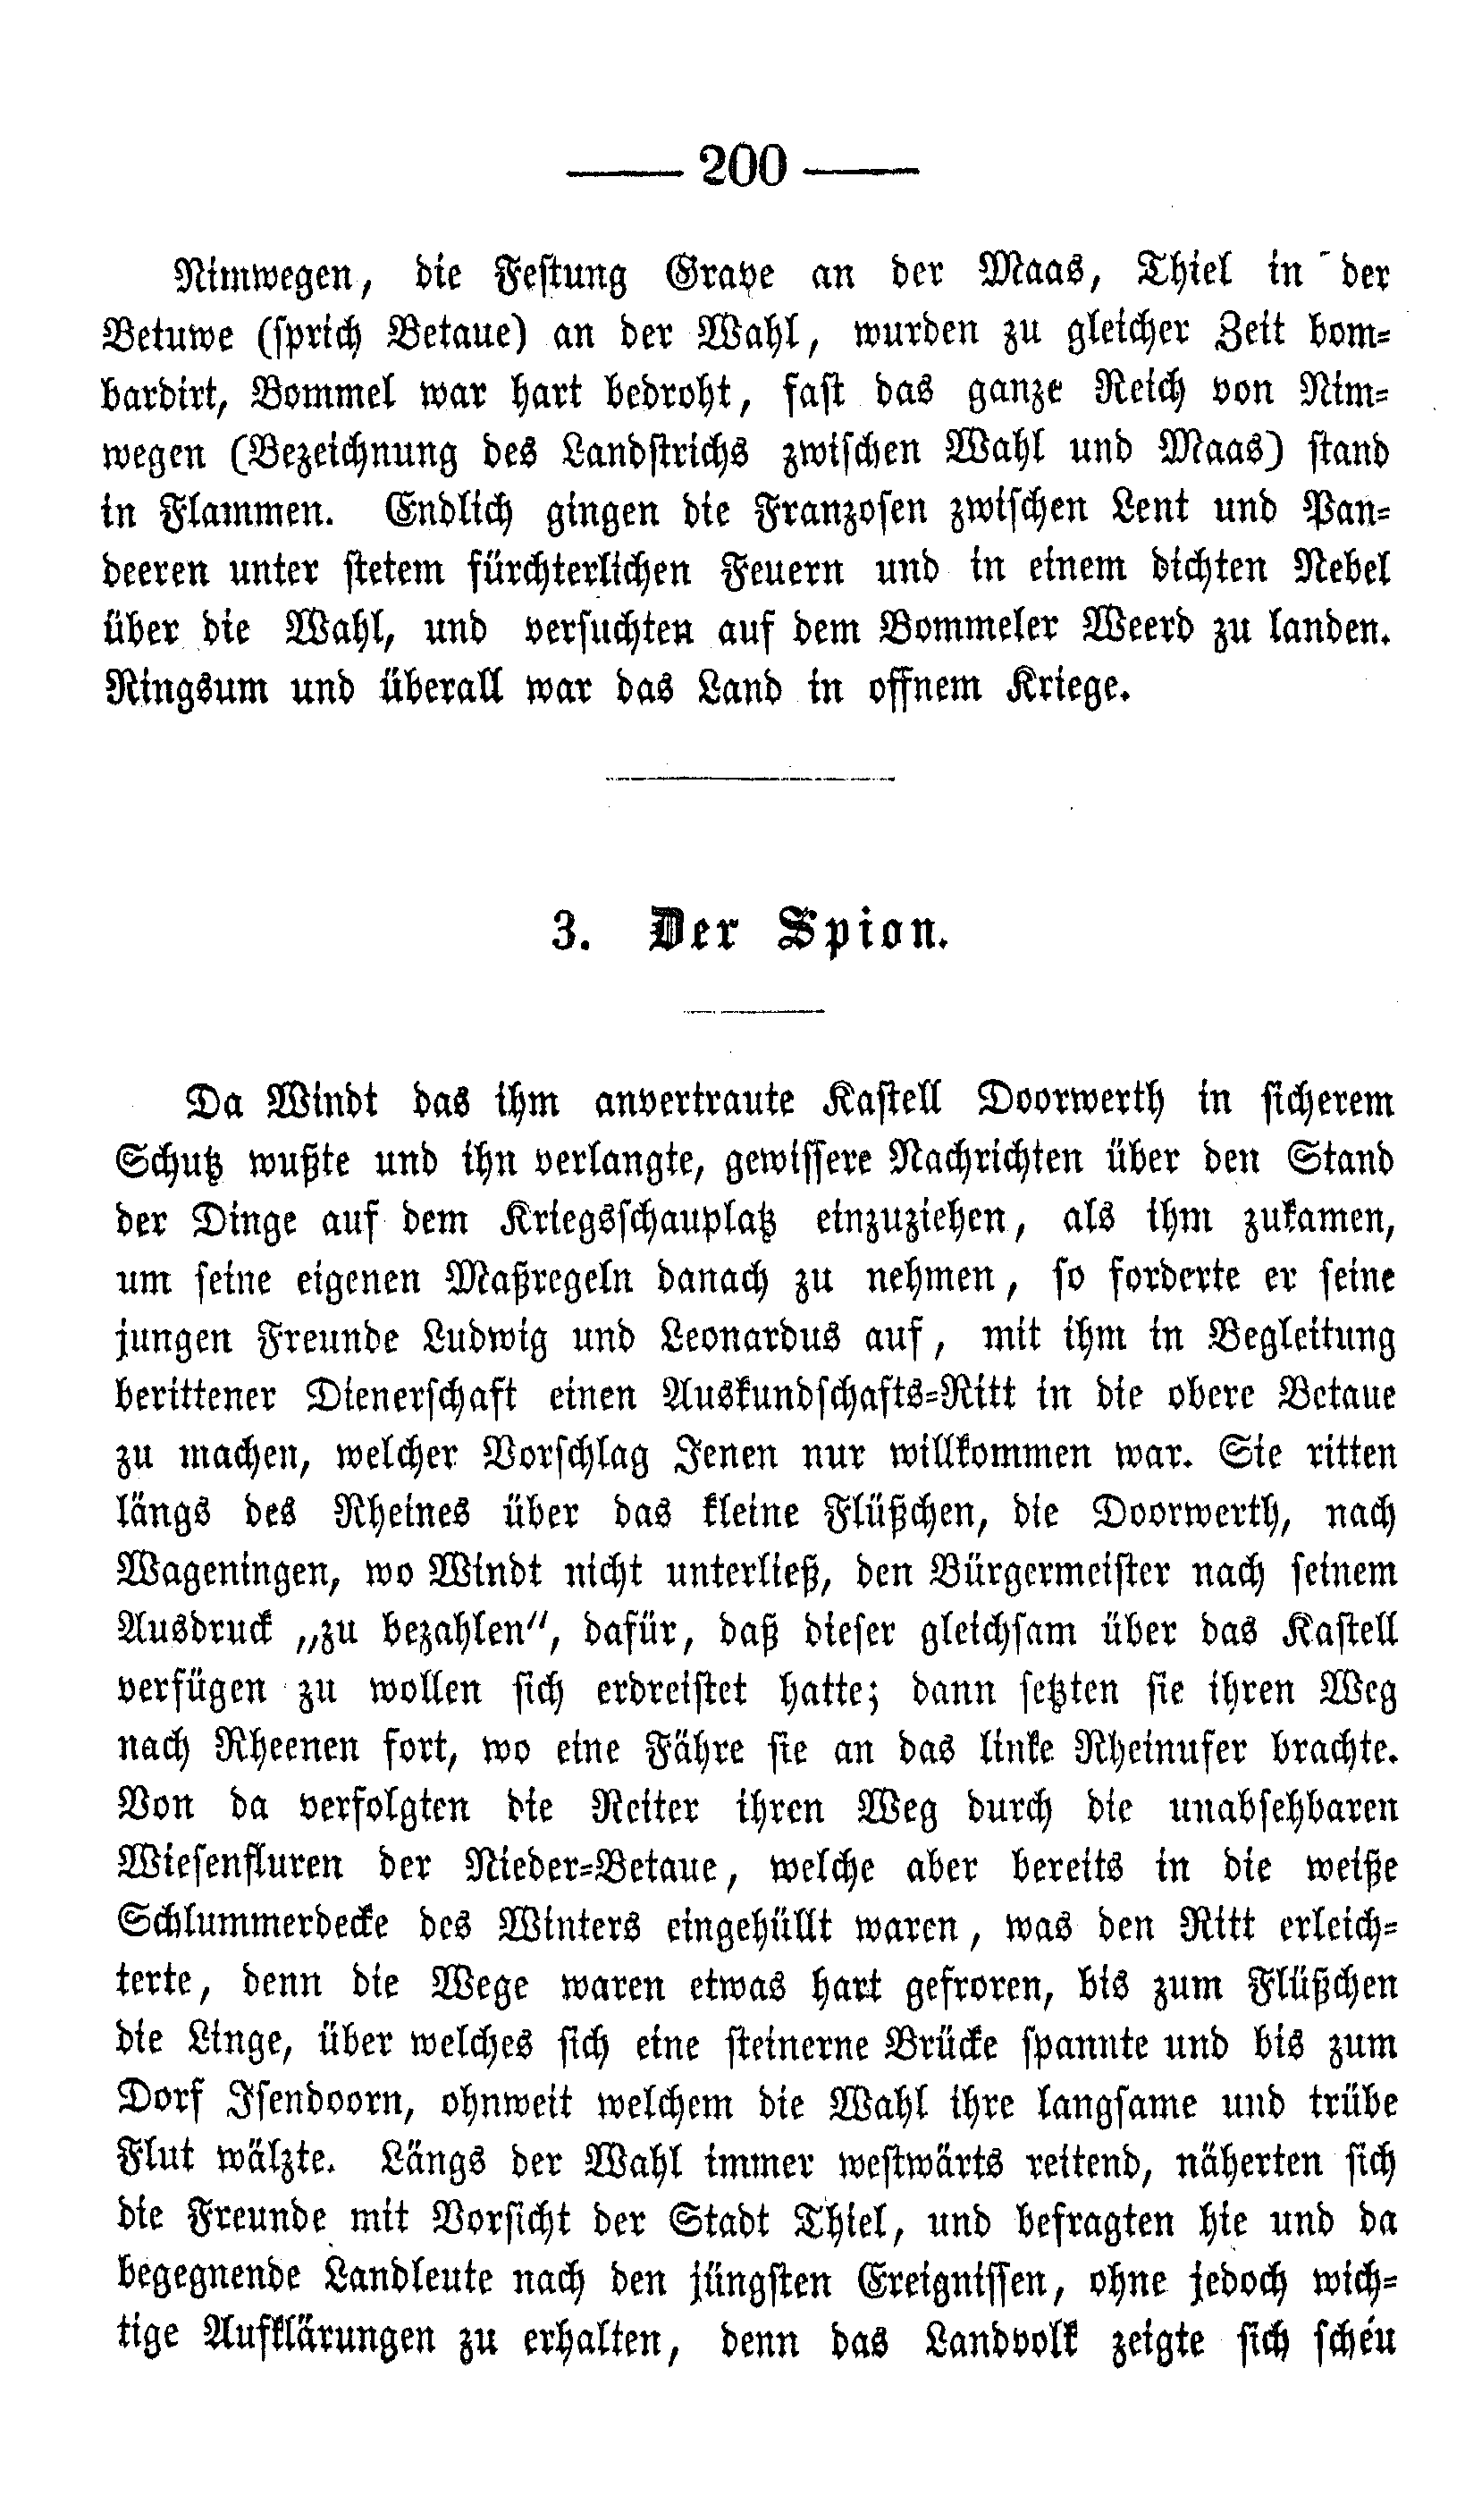 — 200 —
Nimwegen, die Festung Grave an der Maas, Thiel in der
Betuwe (sprich Betaue) an der Wahl, wurden zu gleicher Zeit bom-
bardirt, Bommel war hart bedroht, fast das ganze Reich von Nim-
wegen (Bezeichnung des Landstrichs zwischen Wahl und Maas) stand
in Flammen. Endlich gingen die Franzosen zwischen Lent und Pan-
deeren unter stetem fürchterlichen Feuern und in einem dichten Nebel
über die Wahl, und versuchten auf dem Bommeler Weerd zu landen.
Ringsum und überall war das Land in offnem Kriege.
3. Der Spion.
Da Windt das ihm anvertraute Kastell Doorwerth in sicherem
Schutz wußte und ihn verlangte, gewissere Nachrichten über den Stand
der Dinge auf dem Kriegsschauplatz einzuziehen, als ihm zukamen,
um seine eigenen Maßregeln danach zu nehmen, so forderte er seine
jungen Freunde Ludwig und Leonardus auf, mit ihm in Begleitung
berittener Dienerschaft einen Auskundschafts-Ritt in die obere Betaue
zu machen, welcher Vorschlag Jenen nur willkommen war. Sie ritten
längs des Rheines über das kleine Flüßchen, die Doorwerth, nach
Wageningen, wo Windt nicht unterließ, den Bürgermeister nach seinem
Ausdruck „zu bezahlen“, dafür, daß dieser gleichsam über das Kastell
verfügen zu wollen sich erdreistet hatte; dann setzten sie ihren Weg
nach Rheenen fort, wo eine Fähre sie an das linke Rheinufer brachte.
Von da verfolgten die Reiter ihren Weg durch die unabsehbaren
Wiesenfluren der Nieder-Betaue, welche aber bereits in die weiße
Schlummerdecke des Winters eingehüllt waren, was den Ritt erleich-
terte, denn die Wege waren etwas hart gefroren, bis zum Flüßchen
die Linge, über welches sich eine steinerne Brücke spannte und bis zum
Dorf Isendoorn, ohnweit welchem die Wahl ihre langsame und trübe
Flut wälzte. Längs der Wahl immer westwärts reitend, näherten sich
die Freunde mit Vorsicht der Stadt Thiel, und befragten hie und da
begegnende Landleute nach den jüngsten Ereignissen, ohne jedoch wich-
tige Aufklärungen zu erhalten, denn das Landvolk zeigte sich scheu